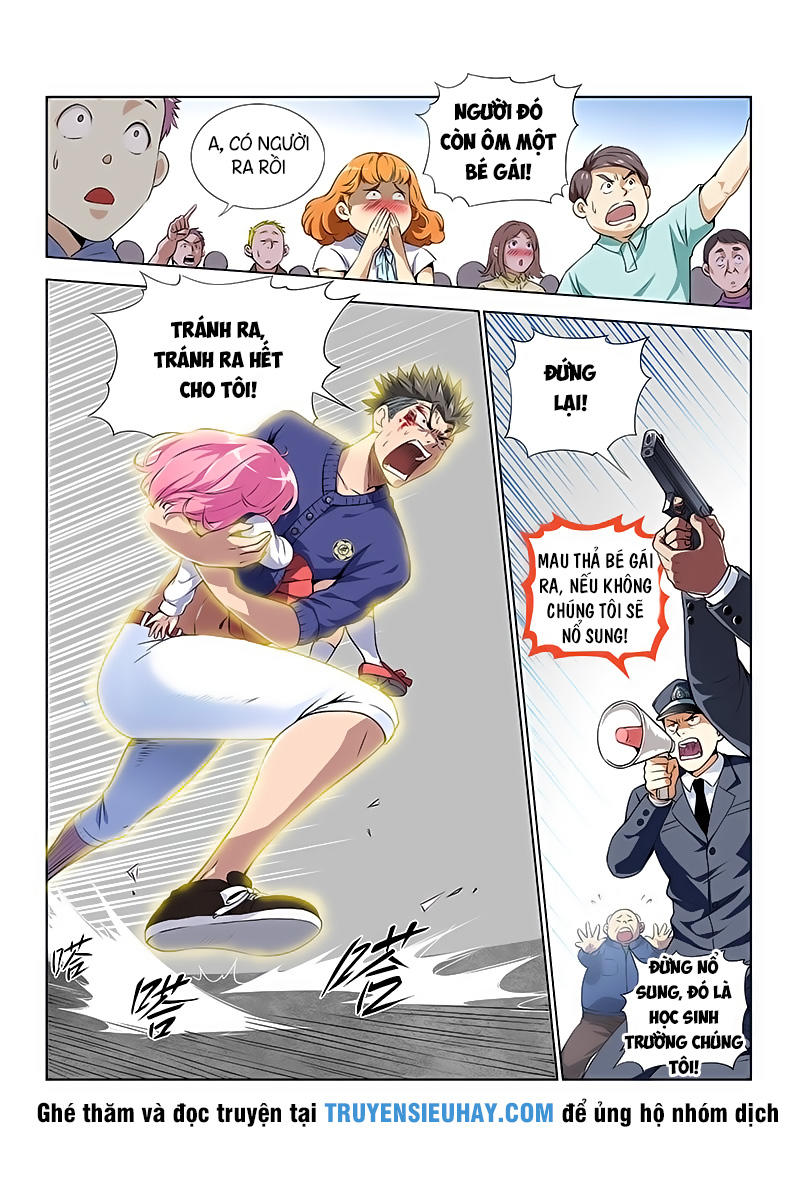 A, CÓ NGƯỜI
RA RỒI
NGƯỜI ĐÓ
CÒN ÔM MỘT
BÉ GÁI!
TRÁNH RA,
TRÁNH RA HẾT
CHO TÔI!
ĐỨNG
LẠI!
MAU THẢ BÉ GÁI
RA, NẾU KHÔNG
CHÚNG TÔI SẼ
NỔ SUNG!
ĐỪNG NỔ
SUNG, ĐÓ LÀ
HỌC SINH
TRƯỜNG CHÚNG
TÔI!
嗒
嗒
嗒
Ghé thăm và đọc truyện tại TRUYENSIEUHAY.COM để ủng hộ nhóm dịch